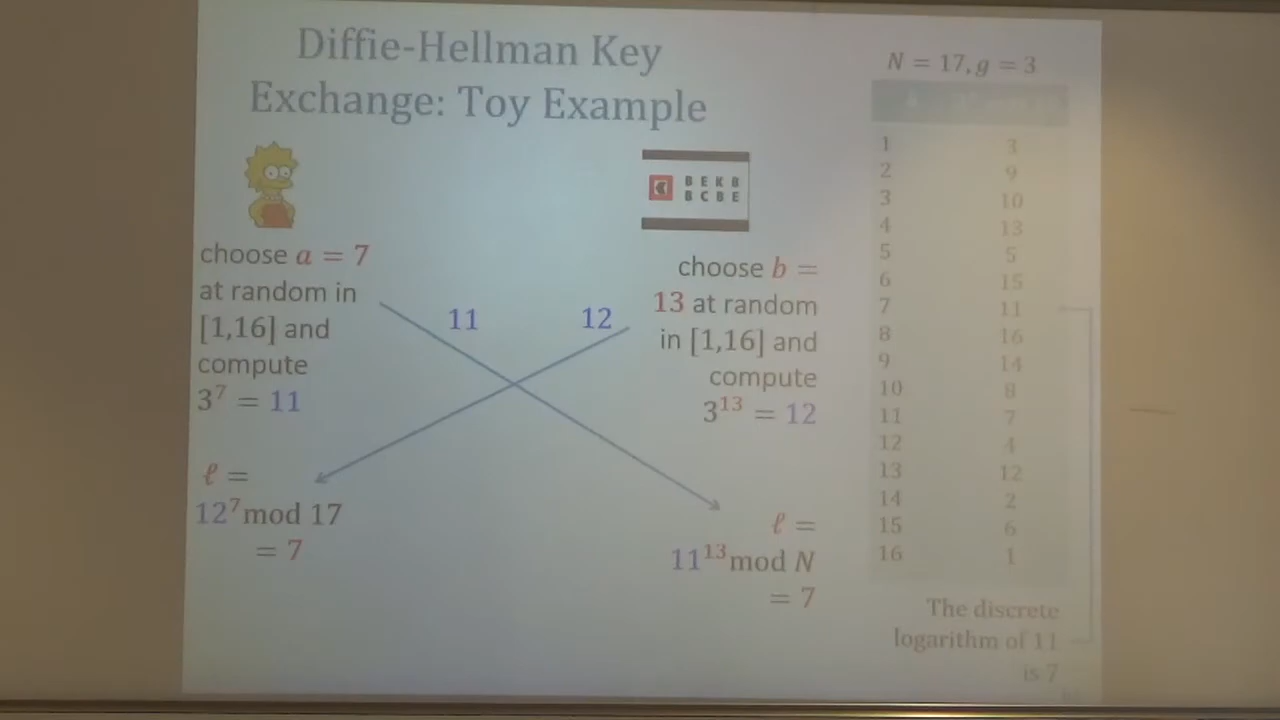 Diffie-Hellman Key
Exchange: Toy Example
BEKB
BCBE
choose a = 7
at random in
[1,16] and
compute
3⁷ = 11
11
12
choose b =
13 at random
in [1,16] and
compute
3¹³ = 12
ℓ =
12⁷mod 17
= 7
ℓ =
11¹³mod N
= 7
N = 17, g = 3
1 3
2 9
3 10
4 13
5 5
6 15
7 11
8 16
9 14
10 8
11 7
12 4
13 12
14 2
15 6
16 1
The discrete
logarithm of 11
is 7